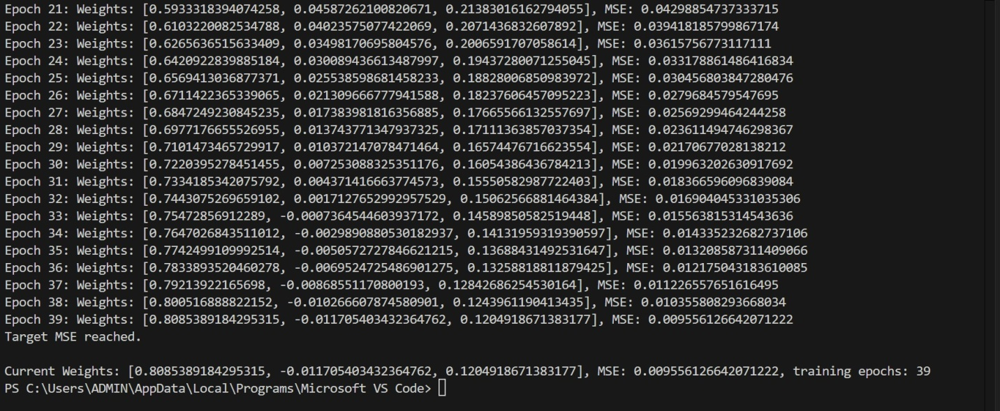 Epoch 21: Weights: [0.5933318394074258, 0.04587262100820671, 0.21383016162794055], MSE: 0.04298854737333715
Epoch 22: Weights: [0.6103220082534788, 0.04023575077422069, 0.2071436832607892], MSE: 0.039418185799867174
Epoch 23: Weights: [0.6265636515633409, 0.03498170695804576, 0.2006591707058614], MSE: 0.03615756773117111
Epoch 24: Weights: [0.6420922839885184, 0.030089436613487997, 0.19437280071255045], MSE: 0.033178861486416834
Epoch 25: Weights: [0.6569413036877371, 0.025538598681458233, 0.18828006850983972], MSE: 0.030456803847280476
Epoch 26: Weights: [0.6711422365339065, 0.021309666777941588, 0.18237606457095223], MSE: 0.0279684579547695
Epoch 27: Weights: [0.6847249230845235, 0.017383981816356885, 0.17665566132557697], MSE: 0.02569299464244258
Epoch 28: Weights: [0.6977176655526955, 0.013743771347937325, 0.17111363857037354], MSE: 0.023611494746298367
Epoch 29: Weights: [0.7101473465729917, 0.010372147078471464, 0.16574476716623554], MSE: 0.02170677028138212
Epoch 30: Weights: [0.7220395278451455, 0.007253088325351176, 0.16054386436784213], MSE: 0.019963202630917692
Epoch 31: Weights: [0.7334185342075792, 0.004371416663774573, 0.15550582987722403], MSE: 0.018366596096839084
Epoch 32: Weights: [0.7443075269659102, 0.0017127652992957529, 0.15062566881464384], MSE: 0.016904045331035306
Epoch 33: Weights: [0.75472856912289, -0.0007364544603937172, 0.14589850582519448], MSE: 0.015563815314543636
Epoch 34: Weights: [0.7647026843511012, -0.0029890880530182937, 0.14131959319390597], MSE: 0.014335232682737106
Epoch 35: Weights: [0.7742499109992514, -0.0050572727846621215, 0.13688431492531647], MSE: 0.013208587311409066
Epoch 36: Weights: [0.7833893520460278, -0.0069524725486901275, 0.13258818811879425], MSE: 0.012175043183610085
Epoch 37: Weights: [0.79213922165698, -0.00868551170800193, 0.12842686254530164], MSE: 0.011226557651616495
Epoch 38: Weights: [0.800516888822152, -0.010266607874580901, 0.1243961190413435], MSE: 0.010355808293668034
Epoch 39: Weights: [0.8085389184295315, -0.011705403432364762, 0.1204918671383177], MSE: 0.009556126642071222
Target MSE reached.
Current Weights: [0.8085389184295315, -0.011705403432364762, 0.1204918671383177], MSE: 0.009556126642071222, training epochs: 39
PS C:\Users\ADMIN\AppData\Local\Programs\Microsoft VS Code>